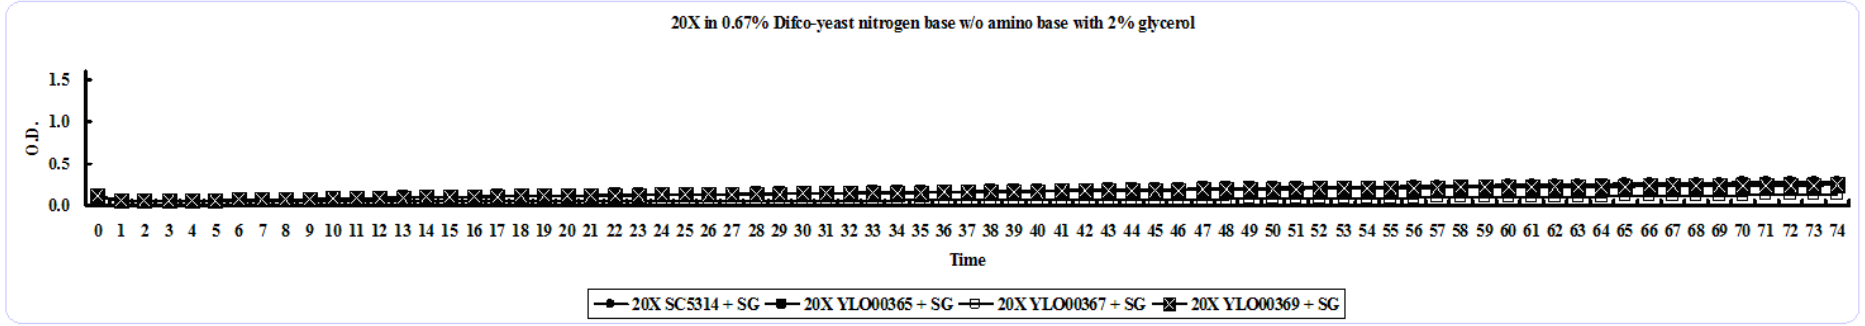 20X in 0.67% Difco-yeast nitrogen base w/o amino base with 2% glycerol
1.5
1.0
0.5
0.0
O.D.
0 1 2 3 4 5 6 7 8 9 10 11 12 13 14 15 16 17 18 19 20 21 22 23 24 25 26 27 28 29 30 31 32 33 34 35 36 37 38 39 40 41 42 43 44 45 46 47 48 49 50 51 52 53 54 55 56 57 58 59 60 61 62 63 64 65 66 67 68 69 70 71 72 73 74
Time
20X SC5314 + SG 20X YLO00365 + SG 20X YLO00367 + SG 20X YLO00369 + SG